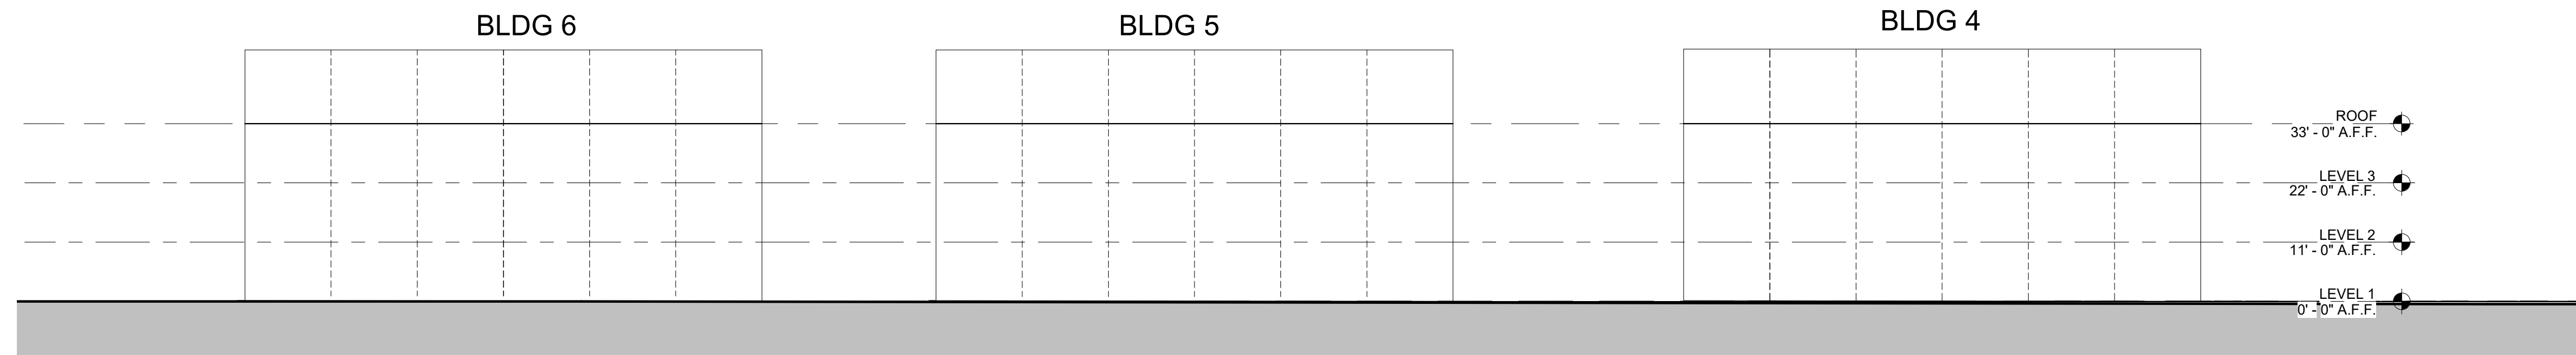 BLDG 6
BLDG 5
BLDG 4
ROOF
33' - 0" A.F.F.
LEVEL 3
22' - 0" A.F.F.
LEVEL 2
11' - 0" A.F.F.
LEVEL 1
0' - 0" A.F.F.